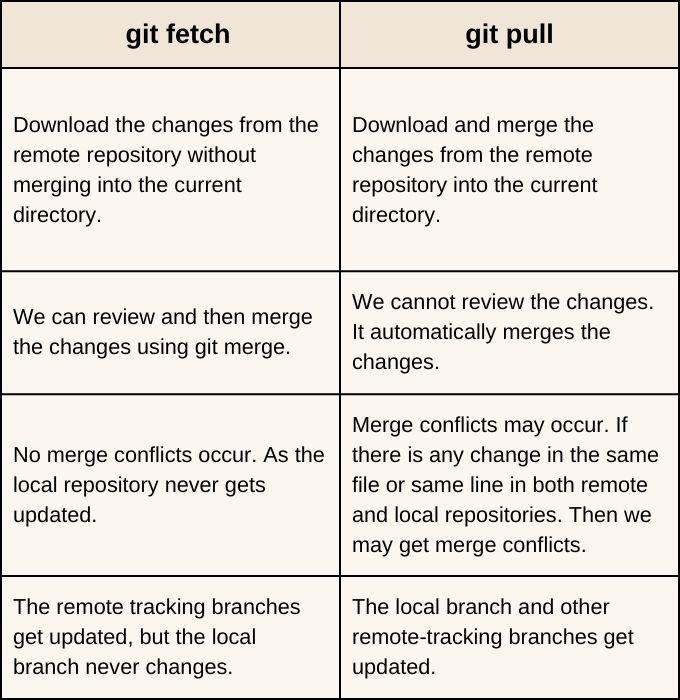 git fetch
git pull
Download the changes from the
remote repository without
merging into the current
directory.
Download and merge the
changes from the remote
repository into the current
directory.
We can review and then merge
the changes using git merge.
We cannot review the changes.
It automatically merges the
changes.
No merge conflicts occur. As the
local repository never gets
updated.
Merge conflicts may occur. If
there is any change in the same
file or same line in both remote
and local repositories. Then we
may get merge conflicts.
The remote tracking branches
get updated, but the local
branch never changes.
The local branch and other
remote-tracking branches get
updated.